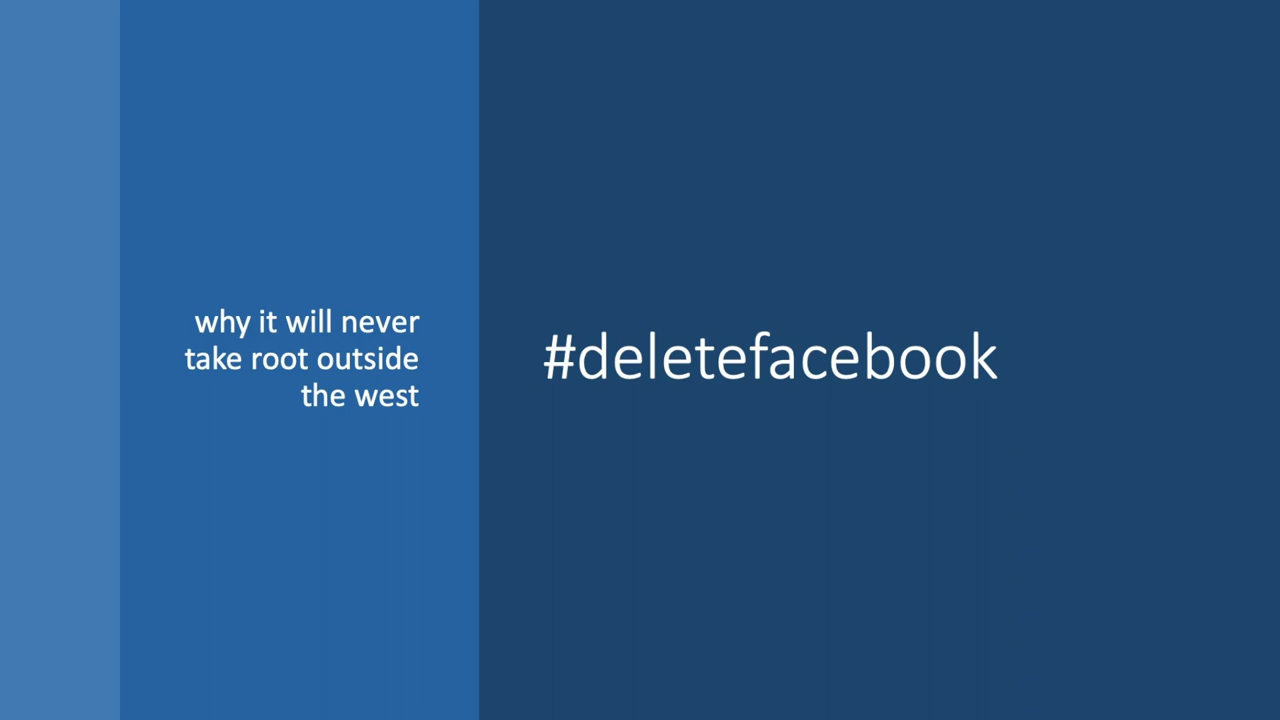 why it will never
take root outside
the west
#deletefacebook